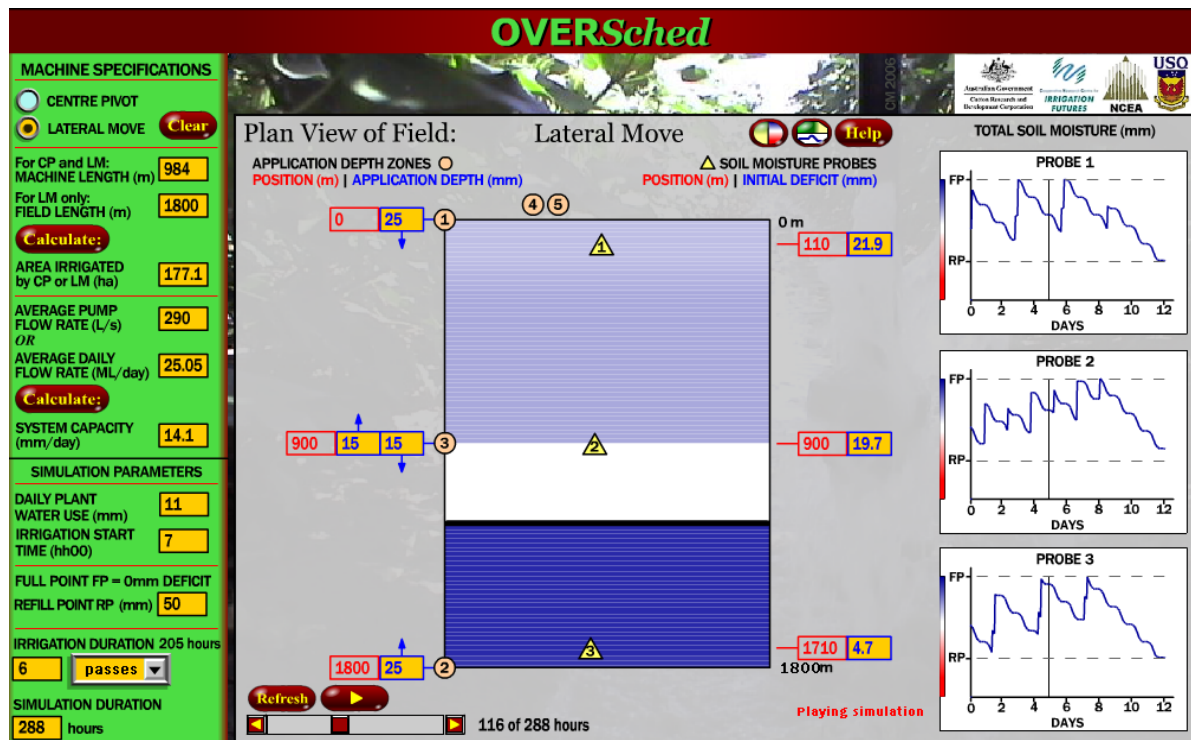 OVERSched
MACHINE SPECIFICATIONS
CENTRE PIVOT
LATERAL MOVE
Clear
For CP and LM:
MACHINE LENGTH (m)
984
For LM only:
FIELD LENGTH (m)
1800
Calculate:
AREA IRRIGATED
by CP or LM (ha)
177.1
AVERAGE PUMP
FLOW RATE (L/s)
290
OR
AVERAGE DAILY
FLOW RATE (ML/day)
25.05
Calculate:
SYSTEM CAPACITY
(mm/day)
14.1
SIMULATION PARAMETERS
DAILY PLANT
WATER USE (mm)
11
IRRIGATION START
TIME (hh00)
7
FULL POINT FP = 0mm DEFICIT
REFILL POINT RP (mm)
50
IRRIGATION DURATION 205 hours
6
passes
SIMULATION DURATION
288 hours
CM 2006
Australian Government
Cotton Research and
Development Corporation
IRRIGATION
FUTURES
NCEA
USQ
Plan View of Field:
Lateral Move
Help
APPLICATION DEPTH ZONES
POSITION (m) | APPLICATION DEPTH (mm)
SOIL MOISTURE PROBES
POSITION (m) | INITIAL DEFICIT (mm)
4 5
0 25 1
0 m
1
110 21.9
900 15 15 3
2
900 19.7
3
1710 4.7
1800 25 2
1800m
Refresh
116 of 288 hours
Playing simulation
TOTAL SOIL MOISTURE (mm)
PROBE 1
FP
RP
0 2 4 6 8 10 12
DAYS
PROBE 2
FP
RP
0 2 4 6 8 10 12
DAYS
PROBE 3
FP
RP
0 2 4 6 8 10 12
DAYS